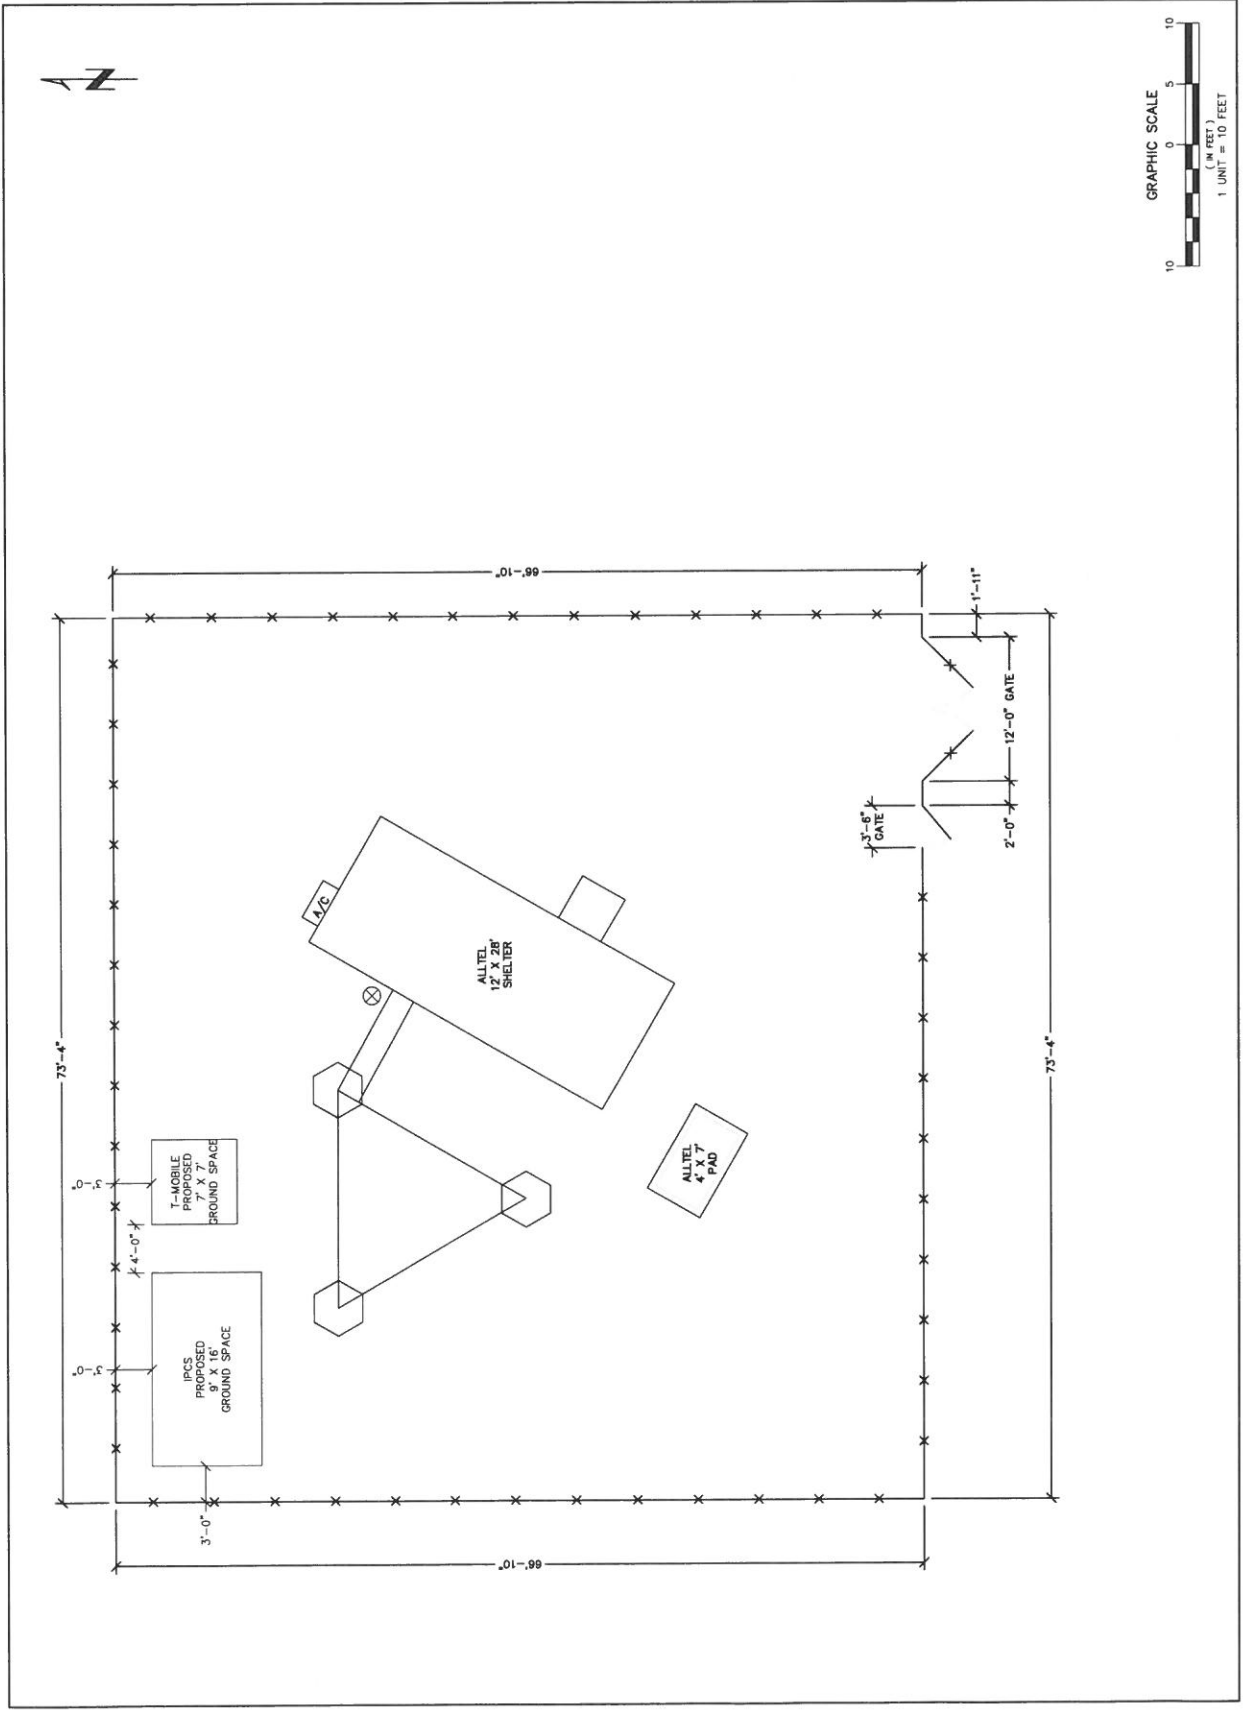 N
73'-4"
66'-10"
3'-0"
IPCS
PROPOSED
9' X 16'
GROUND SPACE
3'-0"
4'-0"
3'-0"
T-MOBILE
PROPOSED
7' X 7'
GROUND SPACE
A/C
ALLTEL
12' X 28'
SHELTER
ALLTEL
4' X 7'
PAD
66'-10"
3'-6"
GATE
2'-0"
12'-0" GATE
1'-11"
73'-4"
GRAPHIC SCALE
10 0 5 10
( IN FEET )
1 UNIT = 10 FEET